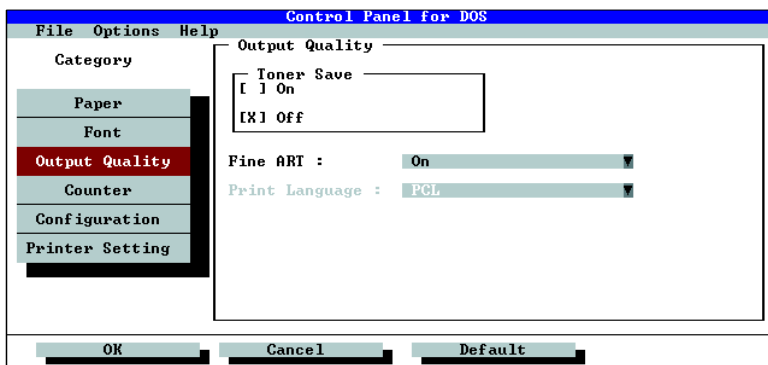 Control Panel for DOS
File Options Help
Category
Paper
Font
Output Quality
Counter
Configuration
Printer Setting
Output Quality
Toner Save
[ ] On
[X] Off
Fine ART : On
Print Language : PCL
OK Cancel Default